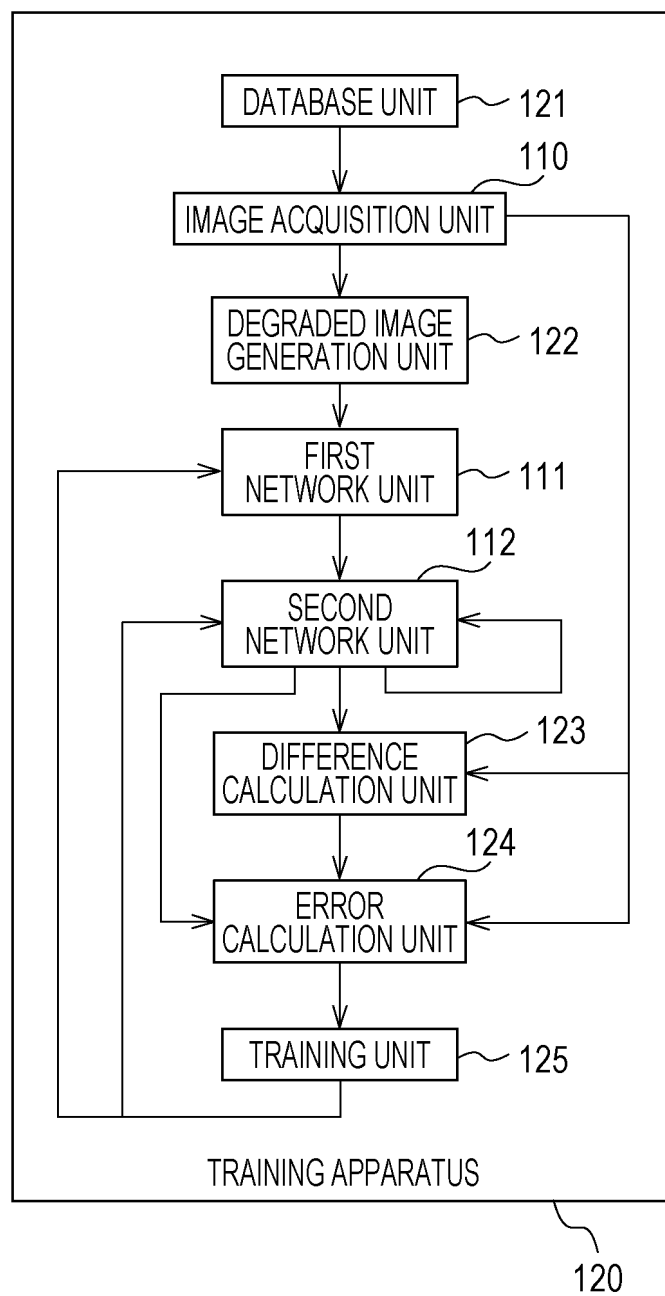 DATABASE UNIT
121
110
IMAGE ACQUISITION UNIT
DEGRADED IMAGE
GENERATION UNIT
122
FIRST
NETWORK UNIT
111
112
SECOND
NETWORK UNIT
123
DIFFERENCE
CALCULATION UNIT
124
ERROR
CALCULATION UNIT
TRAINING UNIT
125
TRAINING APPARATUS
120